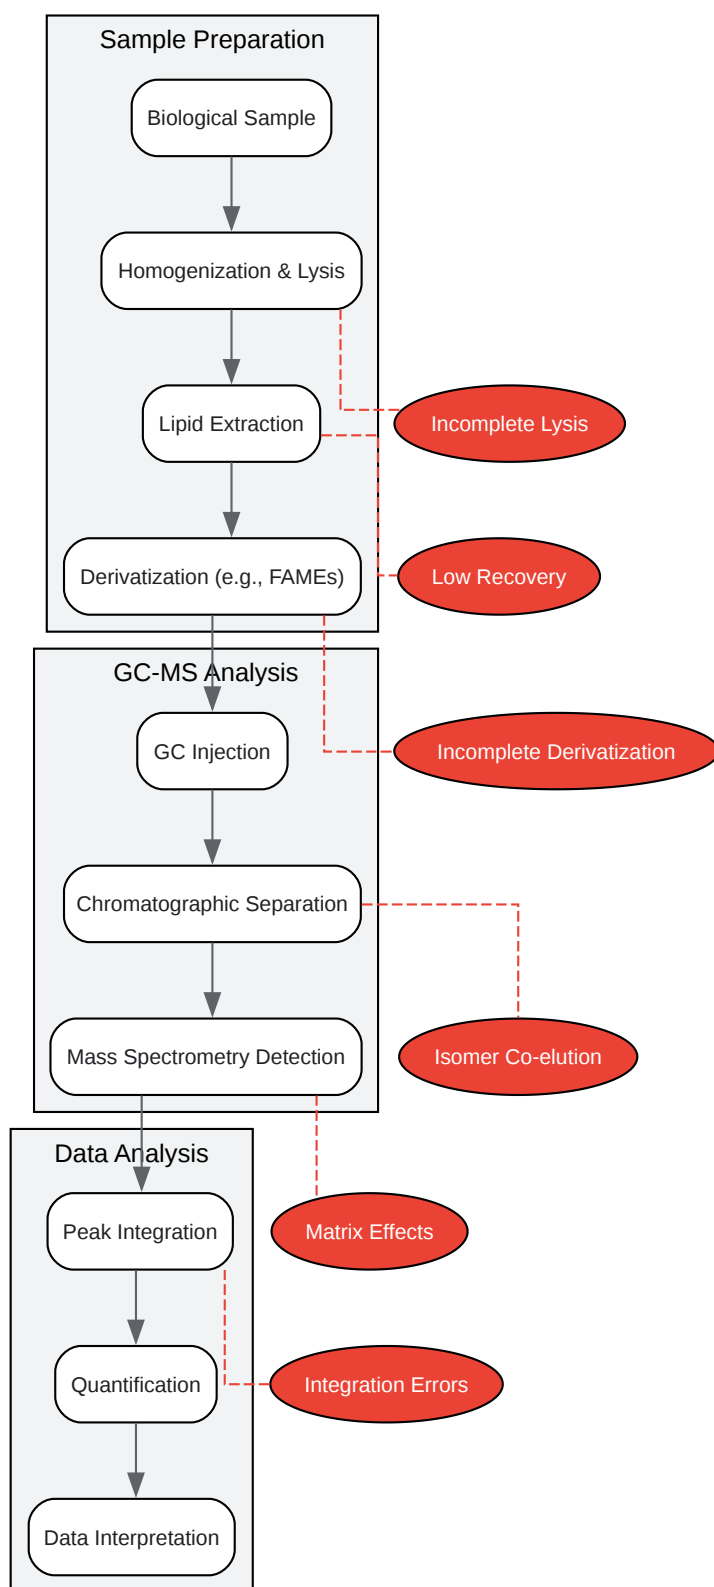 Sample Preparation
Biological Sample
Homogenization & Lysis
Lipid Extraction
Incomplete Lysis
Derivatization (e.g., FAMEs)
Low Recovery
GC-MS Analysis
GC Injection
Incomplete Derivatization
Chromatographic Separation
Mass Spectrometry Detection
Isomer Co-elution
Data Analysis
Peak Integration
Matrix Effects
Quantification
Integration Errors
Data Interpretation